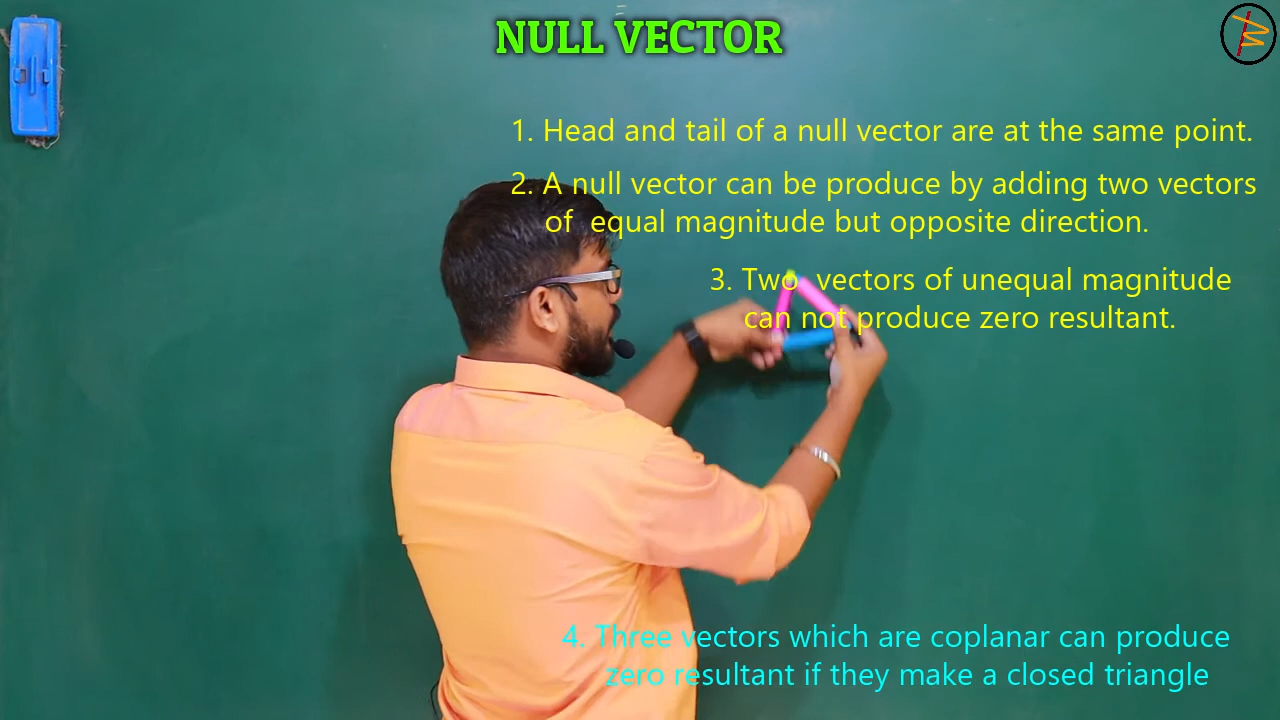 NULL VECTOR
1. Head and tail of a null vector are at the same point.
2. A null vector can be produce by adding two vectors
of equal magnitude but opposite direction.
3. Two vectors of unequal magnitude
can not produce zero resultant.
4. Three vectors which are coplanar can produce
zero resultant if they make a closed triangle